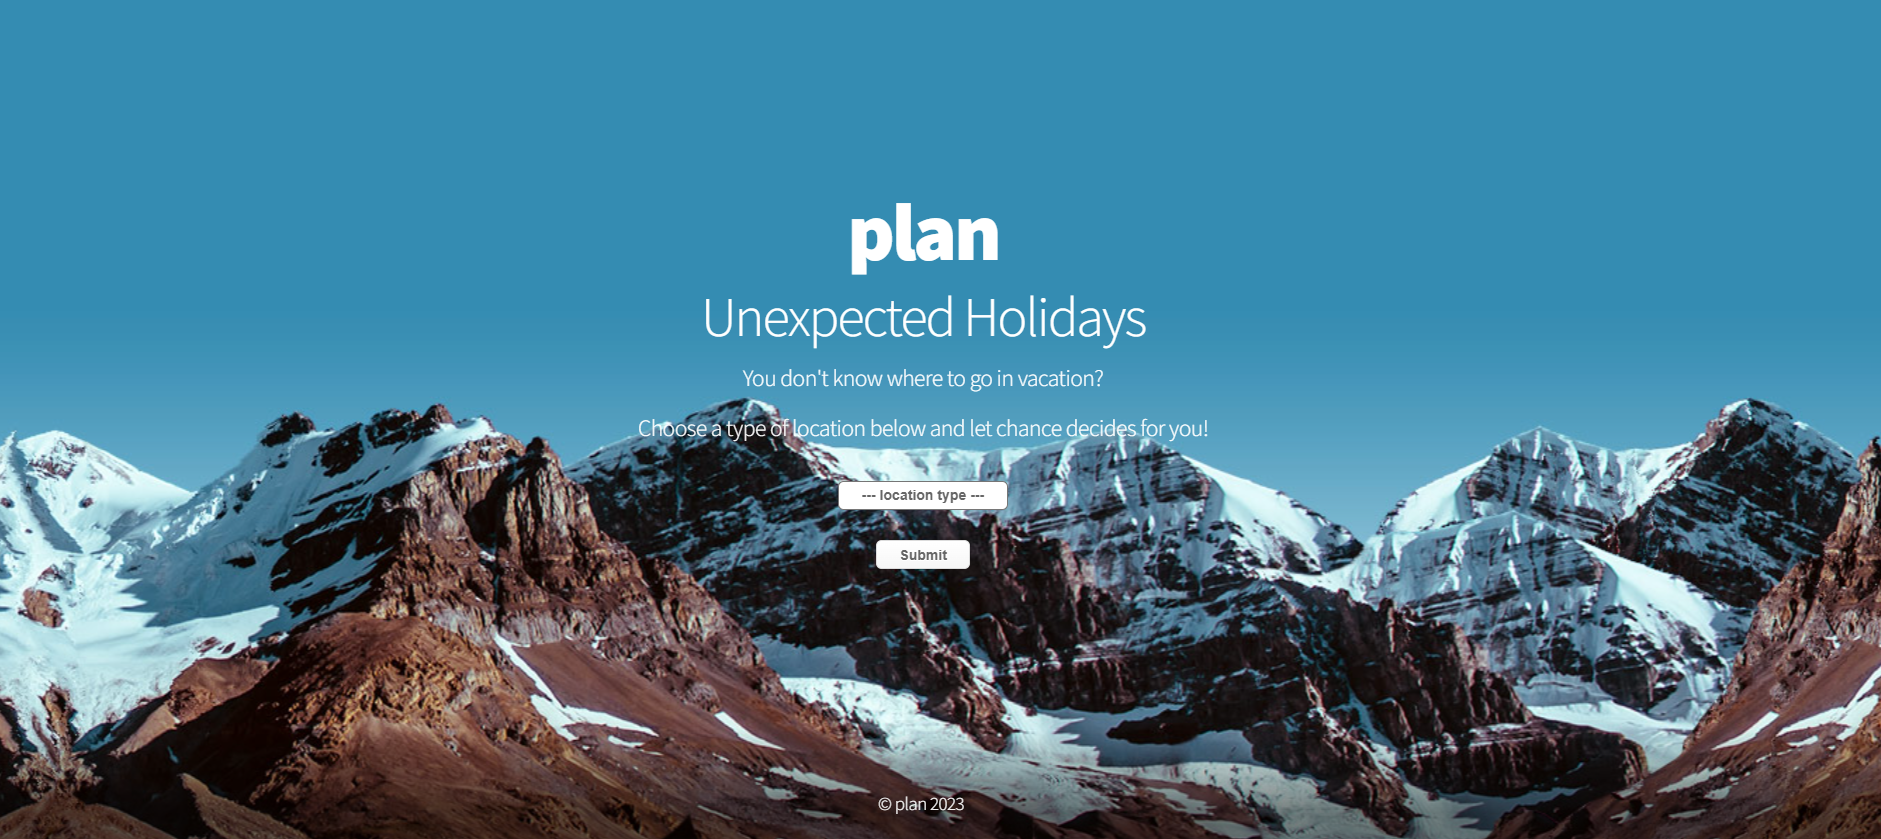 plan
Unexpected Holidays
You don't know where to go in vacation?
Choose a type of location below and let chance decides for you!
--- location type ---
Submit
© plan 2023